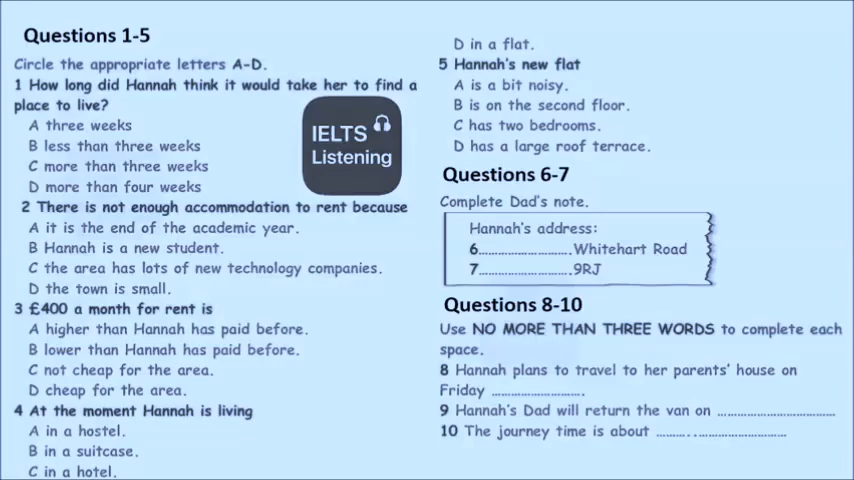 Questions 1-5
Circle the appropriate letters A-D.
1 How long did Hannah think it would take her to find a
place to live?
A three weeks
B less than three weeks
C more than three weeks
D more than four weeks
IELTS
Listening
2 There is not enough accommodation to rent because
A it is the end of the academic year.
B Hannah is a new student.
C the area has lots of new technology companies.
D the town is small.
3 £400 a month for rent is
A higher than Hannah has paid before.
B lower than Hannah has paid before.
C not cheap for the area.
D cheap for the area.
4 At the moment Hannah is living
A in a hostel.
B in a suitcase.
C in a hotel.
D in a flat.
5 Hannah's new flat
A is a bit noisy.
B is on the second floor.
C has two bedrooms.
D has a large roof terrace.
Questions 6-7
Complete Dad's note.
Hannah's address:
6............................Whitehart Road
7............................9RJ
Questions 8-10
Use NO MORE THAN THREE WORDS to complete each
space.
8 Hannah plans to travel to her parents' house on
Friday ............................
9 Hannah's Dad will return the van on ...................................
10 The journey time is about ...................................